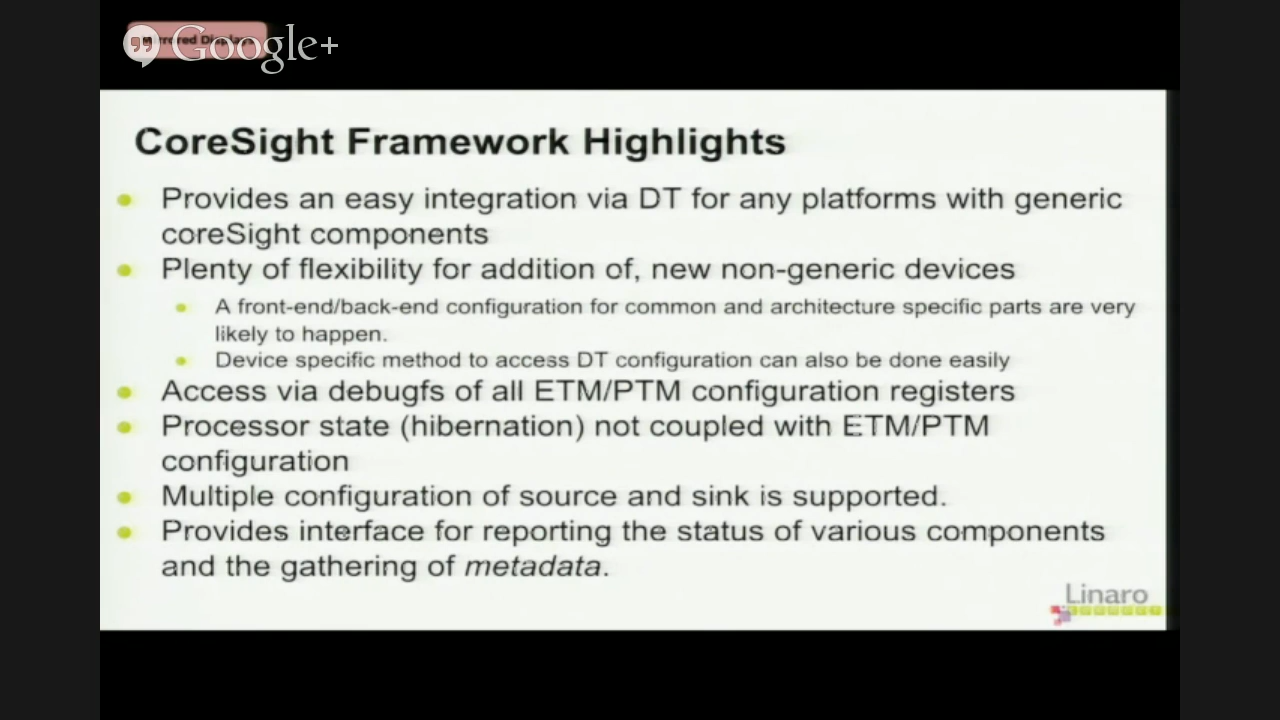 Google+
CoreSight Framework Highlights
Provides an easy integration via DT for any platforms with generic
coreSight components
Plenty of flexibility for addition of, new non-generic devices
A front-end/back-end configuration for common and architecture specific parts are very
likely to happen.
Device specific method to access DT configuration can also be done easily
Access via debugfs of all ETM/PTM configuration registers
Processor state (hibernation) not coupled with ETM/PTM
configuration
Multiple configuration of source and sink is supported.
Provides interface for reporting the status of various components
and the gathering of metadata.
Linaro